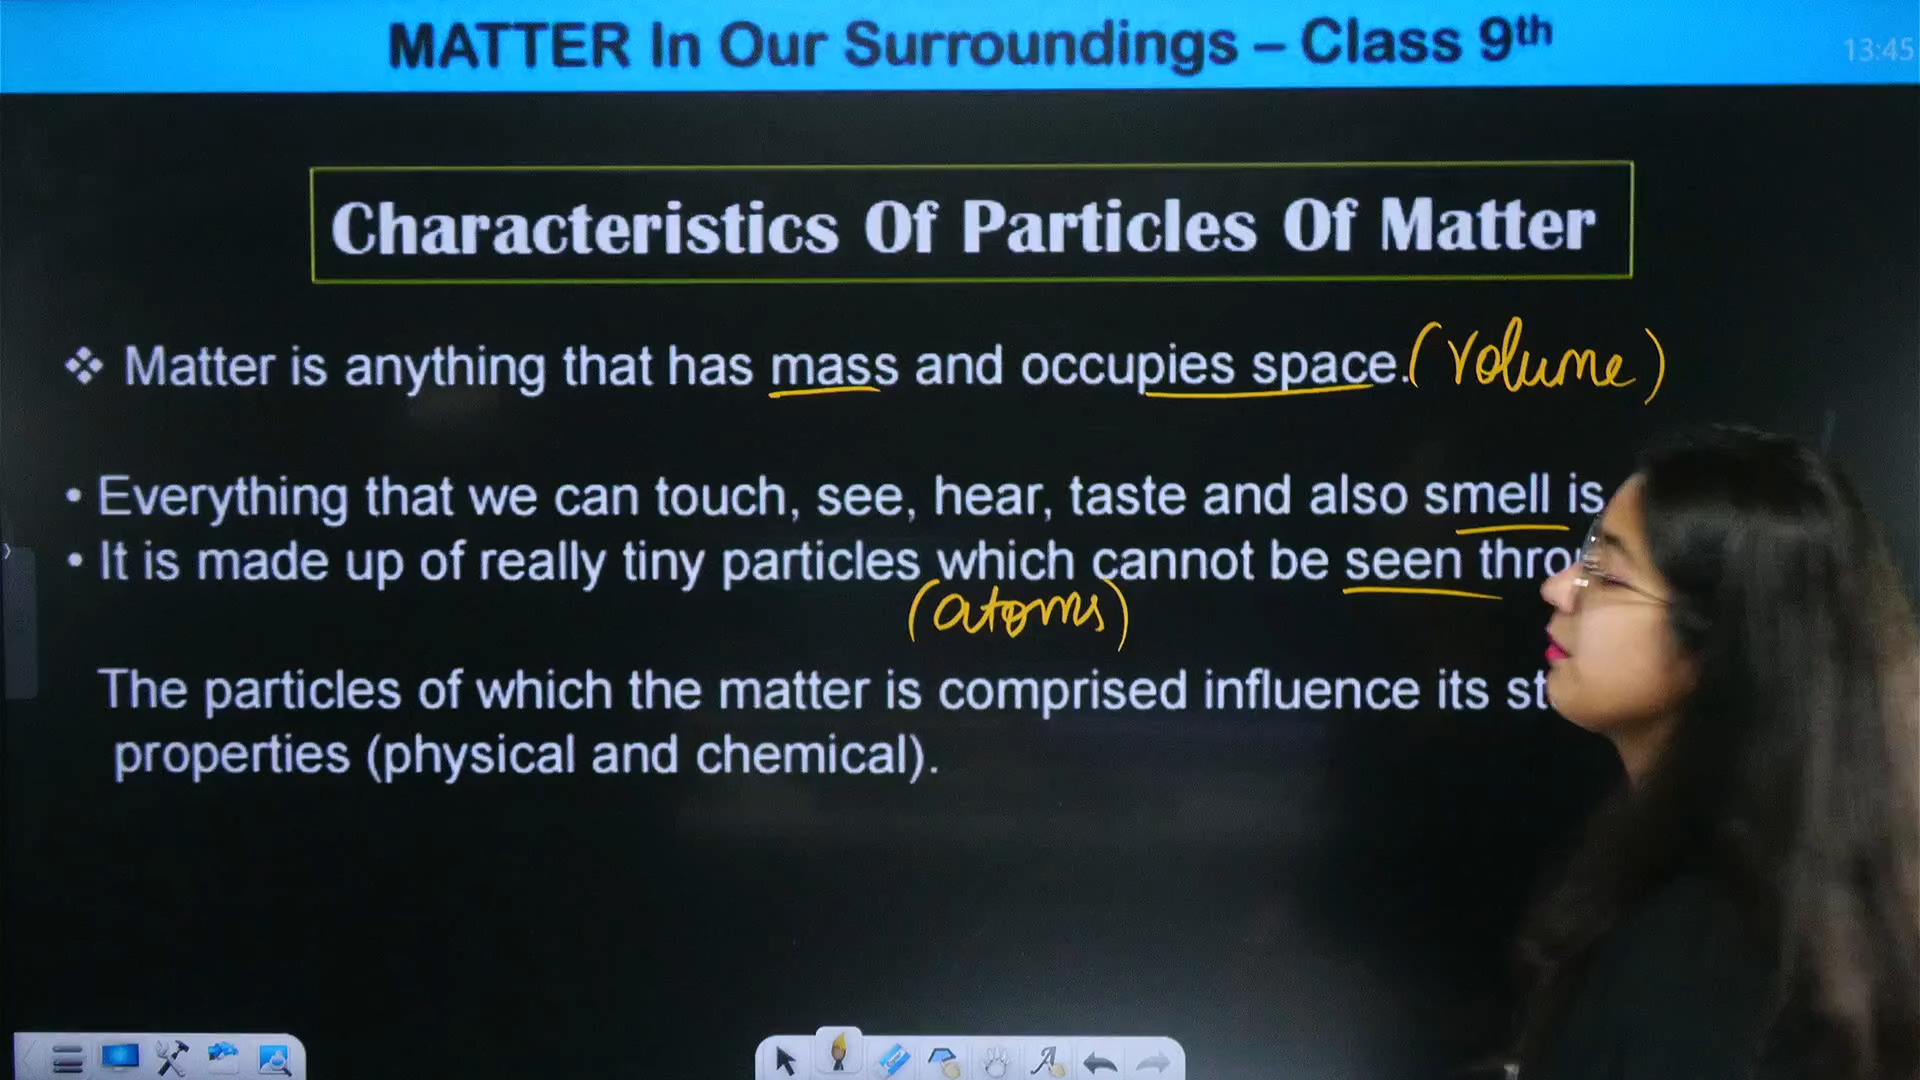 MATTER In Our Surroundings – Class 9th
13:45
Characteristics Of Particles Of Matter
❖ Matter is anything that has mass and occupies space. (volume)
• Everything that we can touch, see, hear, taste and also smell is
• It is made up of really tiny particles which cannot be seen
(atoms)
The particles of which the matter is comprised influence its
properties (physical and chemical).